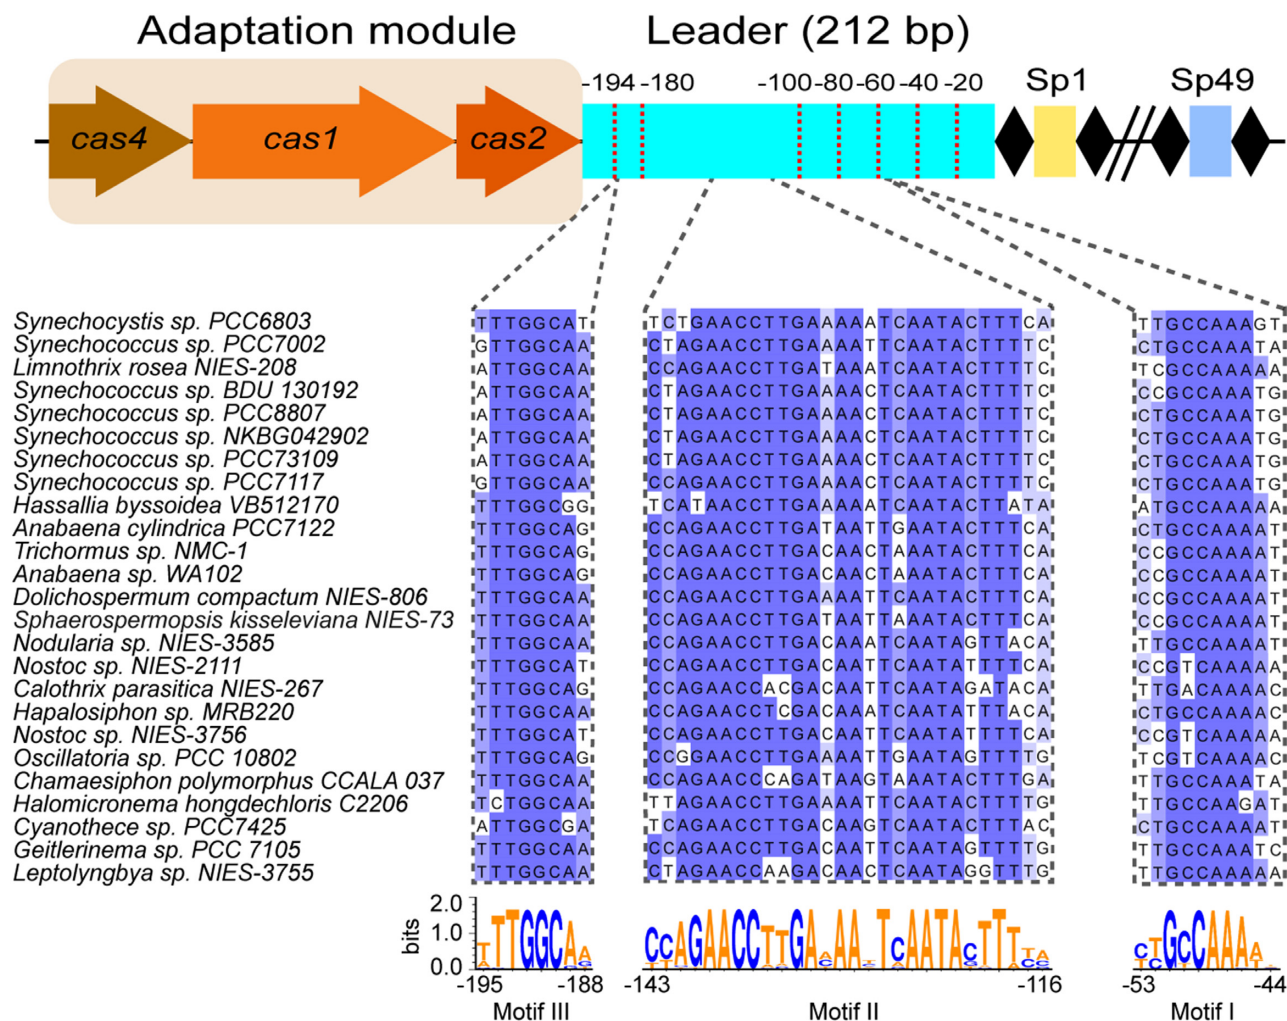 Adaptation module Leader (212 bp)
-194 -180 -100 -80 -60 -40 -20 Sp1 Sp49
cas4 cas1 cas2
Synechocystis sp. PCC6803 TTTGGCAT TCTGAACCTTGAAAAATCAATACTTTCA TTGCCAAAGT
Synechococcus sp. PCC7002 GTTGGCAA CTAGAACCTTGAAAATTCAATACTTTTC CTGCCAAATA
Limnothrix rosea NIES-208 ATTGGCAA CCAGAACCTTGATAAATCAATACTTTTC TCGCCAAAAA
Synechococcus sp. BDU 130192 ATTGGCAA CTAGAACCTTGAAAACTCAATACTTTTC CCGCCAAATG
Synechococcus sp. PCC8807 ATTGGCAA CTAGAACCTTGAAAACTCAATACTTTTC CTGCCAAATG
Synechococcus sp. NKBG042902 ATTGGCAA CTAGAACCTTGAAAACTCAATACTTTTC CTGCCAAATG
Synechococcus sp. PCC73109 ATTGGCAA CTAGAACCTTGAAAACTCAATACTTTTC CTGCCAAATG
Synechococcus sp. PCC7117 GTTGGCAA CCAGAACCTTGAAAACTCAATACTTTTC CTGCCAAATG
Hassallia byssoidea VB512170 TTTGGCGG TCATAACCTTGAAAAATCAATACTTATA ATGCCAAAAA
Anabaena cylindrica PCC7122 TTTGGCAG CCAGAACCTTGATAATTGAATACTTTCA CTGCCAAAAT
Trichormus sp. NMC-1 TTTGGCAG CCAGAACCTTGACAACTAAATACTTTCA CCGCCAAAAT
Anabaena sp. WA102 TTTGGCAG CCAGAACCTTGACAACTAAATACTTTCA CCGCCAAAAT
Dolichospermum compactum NIES-806 TTTGGCAA CCAGAACCTTGACAACTAAATACTTTCA CCGCCAAAAT
Sphaerospermopsis kisseleviana NIES-73 TTTGGCAA CCAGAACCTTGATAATTAAATACTTTCA CCGCCAAAAT
Nodularia sp. NIES-3585 TTTGGCAA CCAGAACCTTGACAAATCAATAGTTACA TTGCCAAAAT
Nostoc sp. NIES-2111 TTTGGCAT CCAGAACCTTGACAATTCAATATTTTCA CCGTCAAAAA
Calothrix parasitica NIES-267 TTTGGCAG CCAGAACCACGACAATTCAATAGATACA TTGACAAAAC
Hapalosiphon sp. MRB220 TTTGGCAA CCAGAACCTCGACAATTCAATATTTACA CTGCCAAAAC
Nostoc sp. NIES-3756 TTTGGCAT CCAGAACCTTGACAATTCAATATTTTCA CCGTCAAAAA
Oscillatoria sp. PCC 10802 TTTGGCAG CCGGAACCTTGAAAATTGAATAGTTTTG TCGTCAAAAC
Chamaesiphon polymorphus CCALA 037 TTTGGCAA CCAGAACCCAGATAAGTAAATACTTTGA TTGCCAAATA
Halomicronema hongdechloris C2206 TCTGGCAA TTAGAACCTTGAAAATTCAATACTTTTG TTGCCAAGAT
Cyanothece sp. PCC7425 ATTGGCGA TCAGAACCTTGACAAGTCAATACTTTAC CTGCCAAAAT
Geitlerinema sp. PCC 7105 TTTGGCAA CCAGAACCTTGACAATTCAATAGTTTTG TTGCCAAATC
Leptolyngbya sp. NIES-3755 TTTGGCAA CTAGAACCAAGACAACTCAATAGGTTTG TTGCCAAAAA
bits
2.0
1.0
0.0
-195 -188 -143 -116 -53 -44
Motif III Motif II Motif I